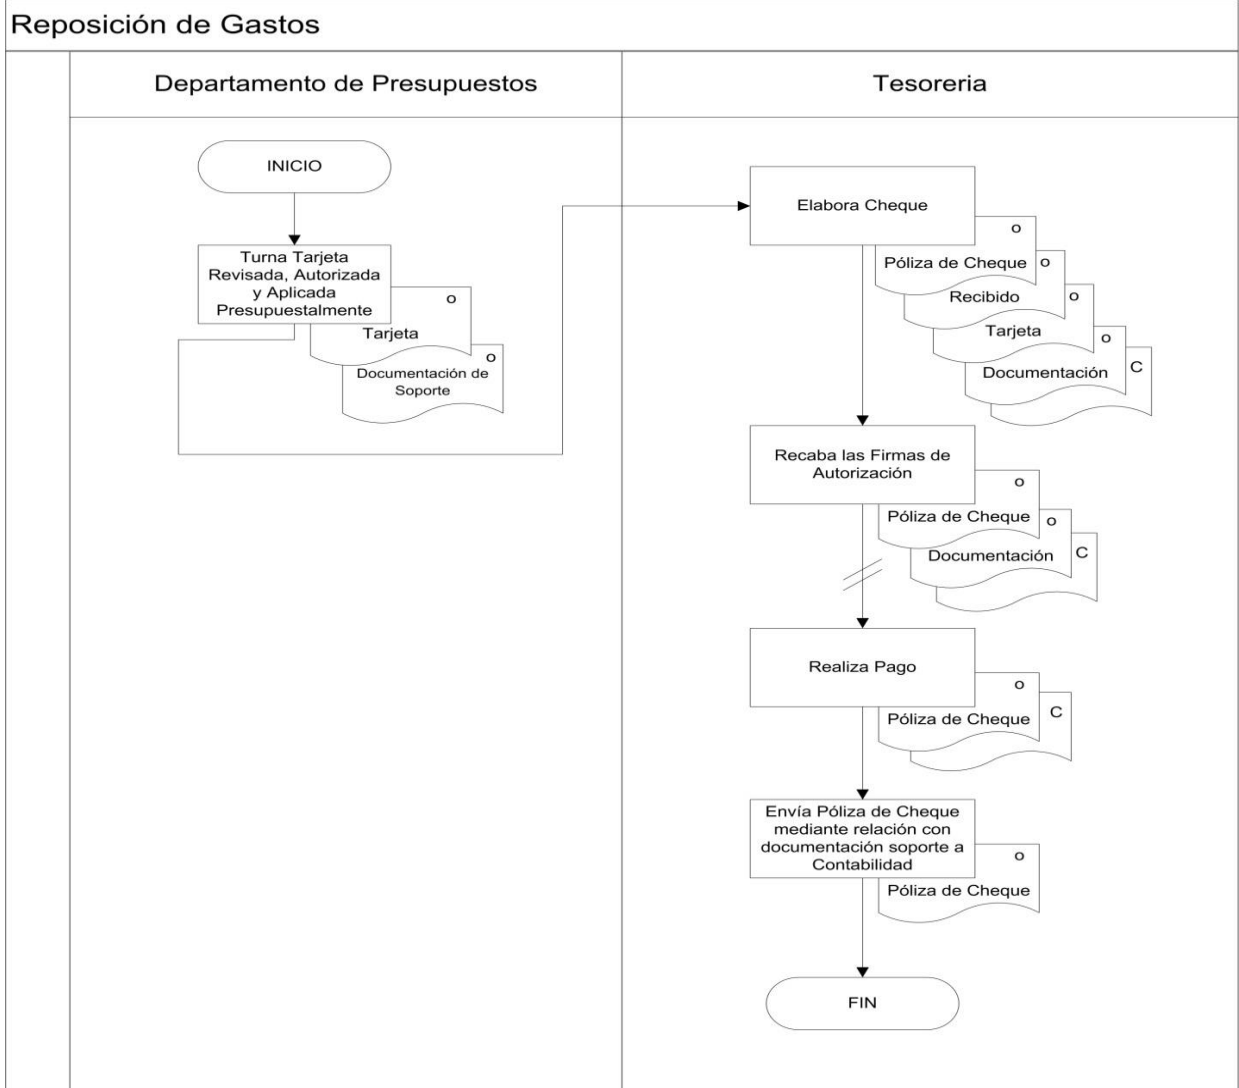 Reposición de Gastos
Departamento de Presupuestos
Tesoreria
INICIO
Turna Tarjeta
Revisada, Autorizada
y Aplicada
Presupuestalmente
o
Tarjeta
o
Documentación de
Soporte
Elabora Cheque
o
Póliza de Cheque
o
Recibido
o
Tarjeta
o
Documentación
C
Recaba las Firmas de
Autorización
o
Póliza de Cheque
o
Documentación
C
Realiza Pago
o
Póliza de Cheque
C
Envía Póliza de Cheque
mediante relación con
documentación soporte a
Contabilidad
o
Póliza de Cheque
FIN